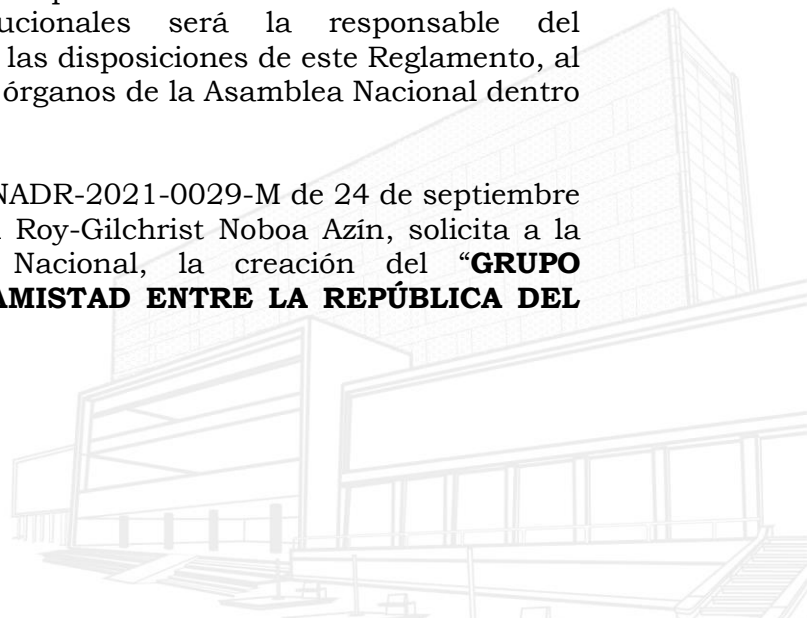 ucionales será la responsable del
las disposiciones de este Reglamento, al
órganos de la Asamblea Nacional dentro
NADR-2021-0029-M de 24 de septiembre
Roy-Gilchrist Noboa Azín, solicita a la
Nacional, la creación del “GRUPO
AMISTAD ENTRE LA REPÚBLICA DEL